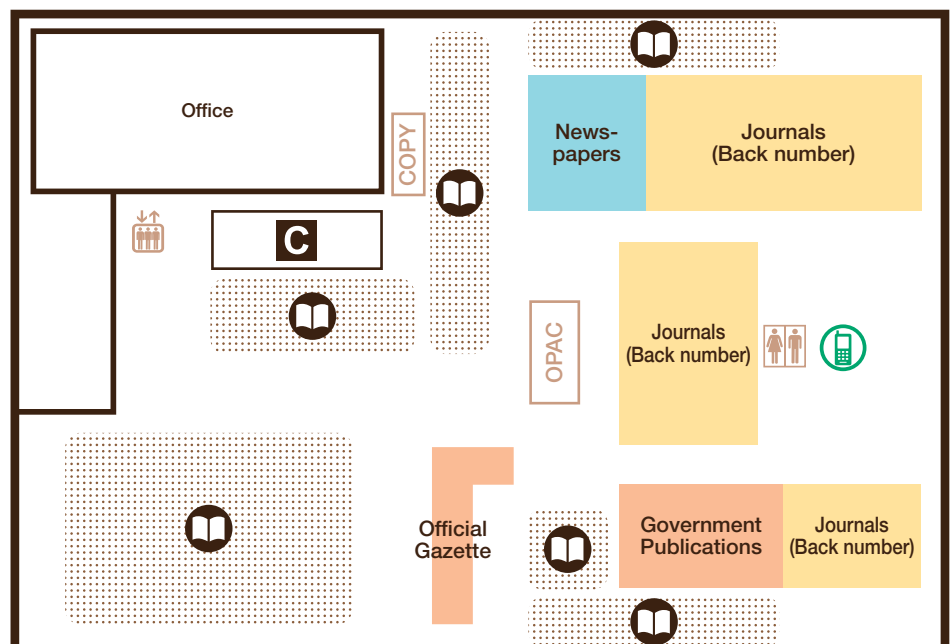 Office
COPY
News-
papers
Journals
(Back number)
C
OPAC
Journals
(Back number)
Official
Gazette
Government
Publications
Journals
(Back number)